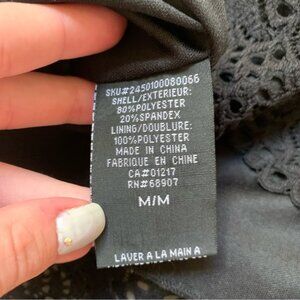 SKU#2450100080066
SHELL/EXTERIEUR:
80%POLYESTER
20%SPANDEX
LINING/DOUBLURE:
100%POLYESTER
MADE IN CHINA
FABRIQUE EN CHINE
CA#01217
RN#68907
M/M
LAVER A LA MAIN A